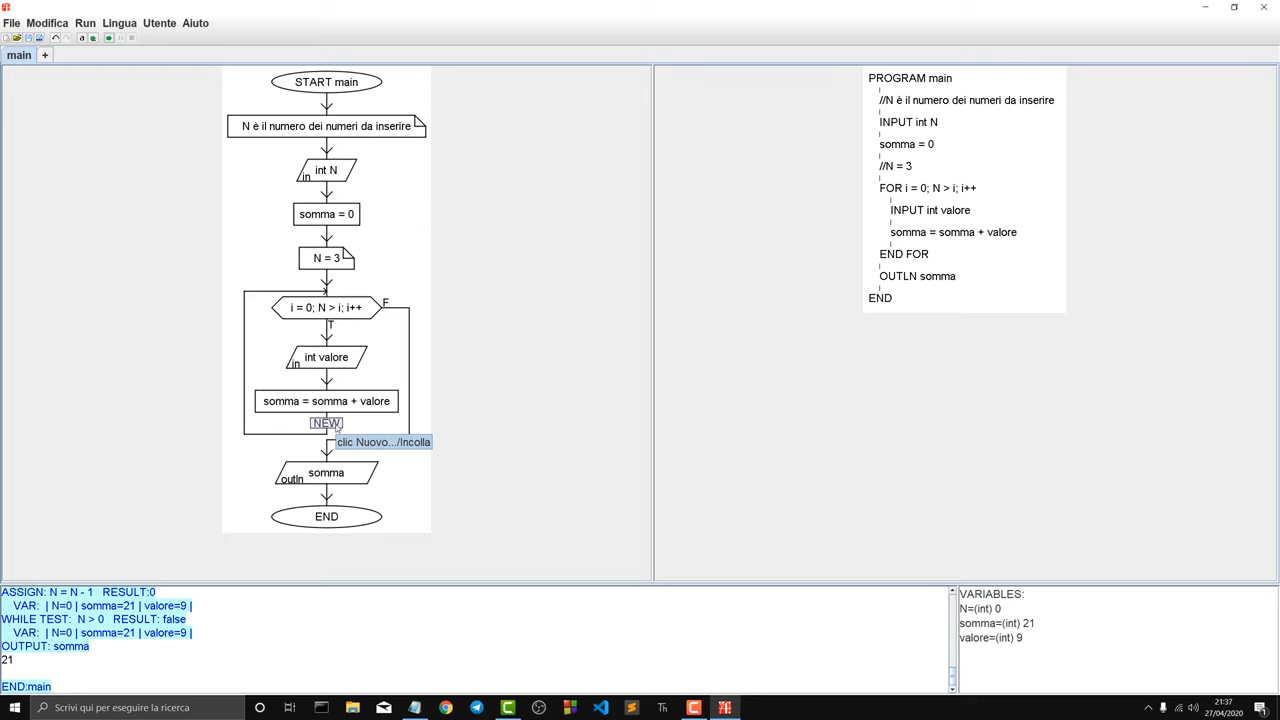 File Modifica Run Lingua Utente Aiuto
a
main +
START main
N è il numero dei numeri da inserire
int N
in
somma = 0
N = 3
i = 0; N > i; i++
F
T
int valore
in
somma = somma + valore
NEW
clic Nuovo.../Incolla
somma
outln
END
PROGRAM main
//N è il numero dei numeri da inserire
INPUT int N
somma = 0
//N = 3
FOR i = 0; N > i; i++
INPUT int valore
somma = somma + valore
END FOR
OUTLN somma
END
ASSIGN: N = N - 1 RESULT:0
VAR: | N=0 | somma=21 | valore=9 |
WHILE TEST: N > 0 RESULT: false
VAR: | N=0 | somma=21 | valore=9 |
OUTPUT: somma
21
END:main
VARIABLES:
N=(int) 0
somma=(int) 21
valore=(int) 9
Scrivi qui per eseguire la ricerca
Th
21:37
27/04/2020